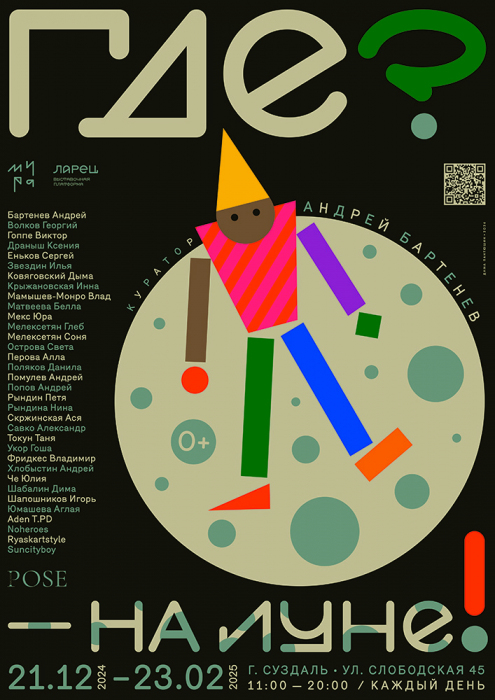 ГДЕ?
МИРА
ЛАРЕЦ
ВЫСТАВОЧНАЯ
ПЛАТФОРМА
КУРАТОР АНДРЕЙ БАРТЕНЕВ
Бартенев Андрей
Волков Георгий
Гоппе Виктор
Драныш Ксения
Еньков Сергей
Звездин Илья
Ковяговский Дыма
Крыжановская Инна
Мамышев-Монро Влад
Матвеева Белла
Мекс Юра
Мелексетян Глеб
Мелексетян Соня
Острова Света
Перова Алла
Поляков Данила
Помулев Андрей
Попов Андрей
Рындин Петя
Рындина Нина
Скржинская Ася
Савко Александр
Токун Таня
Укор Гоша
Фридкес Владимир
Хлобыстин Андрей
Че Юлия
Шабалин Дима
Шапошников Игорь
Юмашева Аглая
Aden T.PD
Noheroes
Ryaskartstyle
Suncityboy
0+
POSE
— НА ЛУНЕ!
21.12 2024 – 23.02 2025
Г. СУЗДАЛЬ • УЛ. СЛОБОДСКАЯ 45
11:00 — 20:00 / КАЖДЫЙ ДЕНЬ